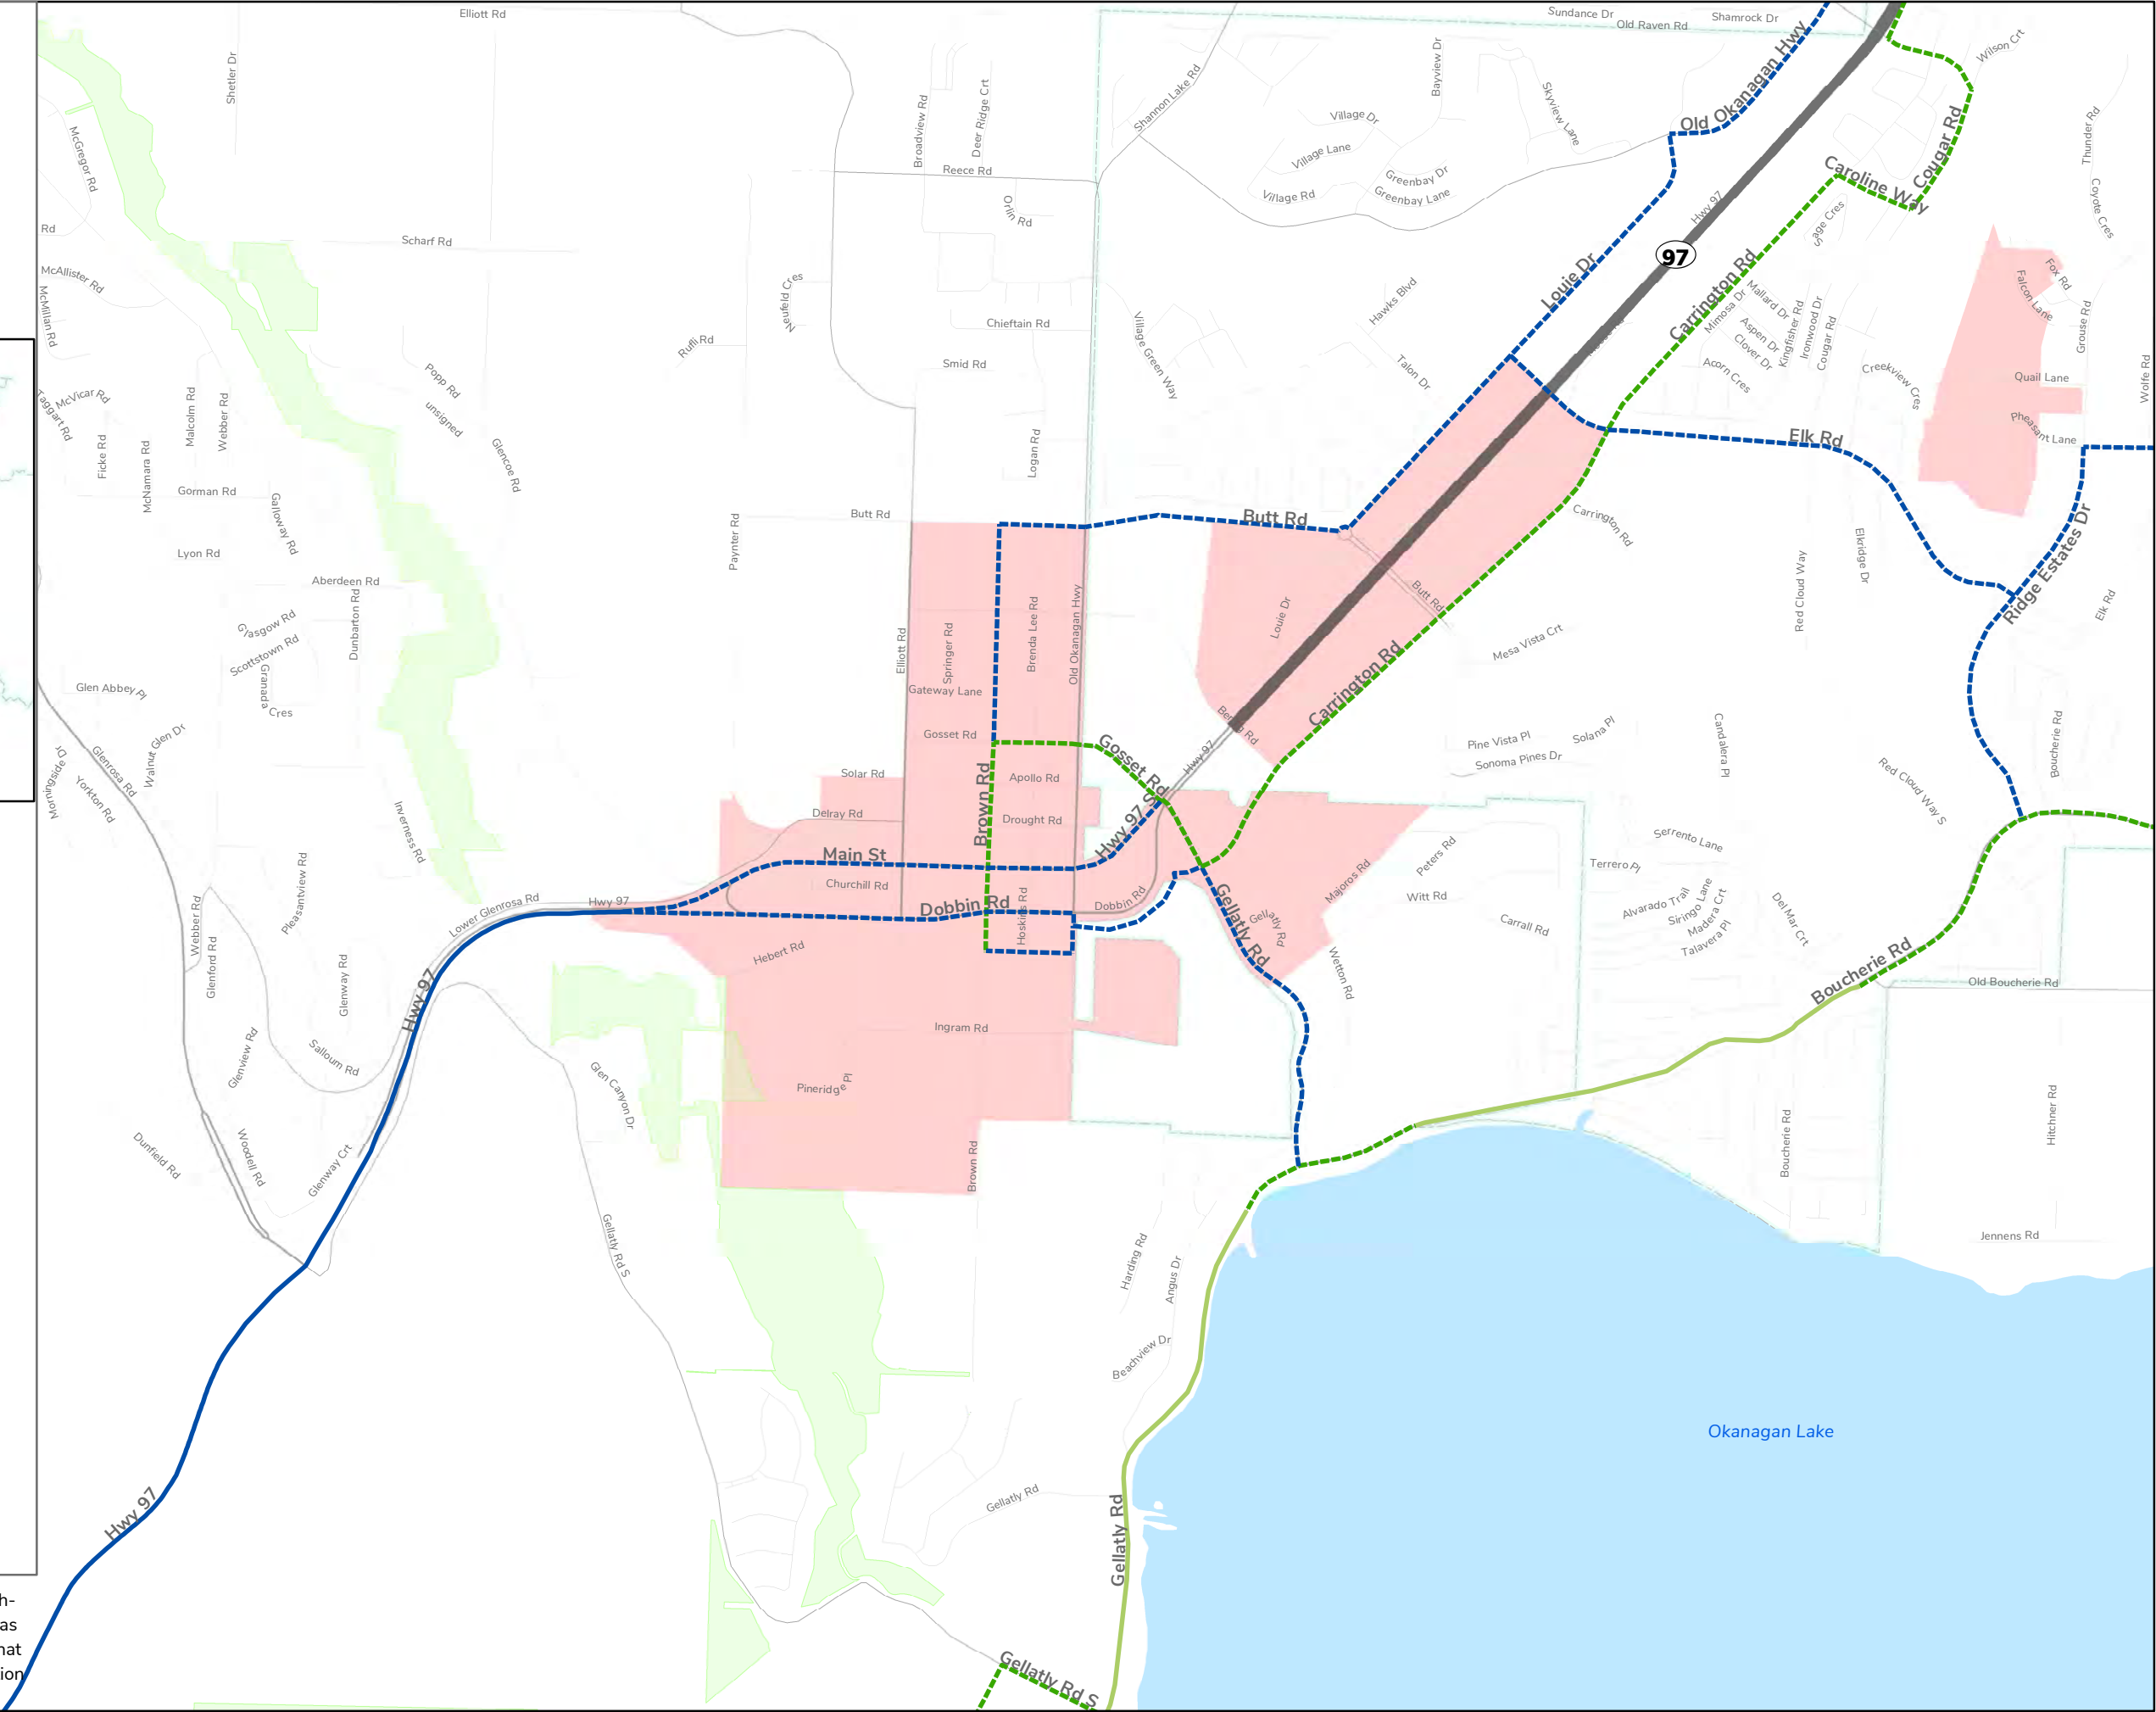 Elliott Rd
Sundance Dr
Old Raven Rd
Shamrock Dr
Wilson Crt
Shetler Dr
Broadview Rd
Deer Ridge Crt
Shannon Lake Rd
Bayview Dr
Skyview Lane
Old Okanagan Hwy
Cougar Rd
Thunder Rd
McGregor Rd
Village Dr
Village Lane
Village Rd
Greenbay Dr
Greenbay Lane
Caroline Way
Coyote Cres
Reece Rd
Orlin Rd
Hwy 97
97
Sage Cres
Rd
McAllister Rd
McMillan Rd
Scharf Rd
Neufeld Cres
Rufli Rd
Chieftain Rd
Smid Rd
Village Green Way
Hawks Blvd
Talon Dr
Louie Dr
Carrington Rd
Mallard Dr
Mimosa Dr
Aspen Dr
Clover Dr
Kingfisher Rd
Ironwood Dr
Cougar Rd
Acorn Cres
Creekview Cres
Falcon Lane
Fox Rd
Grouse Rd
Quail Lane
Pheasant Lane
Wolfe Rd
Taggart Rd
McVicar Rd
Ficke Rd
McNamara Rd
Malcolm Rd
Webber Rd
Popp Rd
unsigned
Glencoe Rd
Gorman Rd
Galloway Rd
Lyon Rd
Aberdeen Rd
Dunbarton Rd
Glasgow Rd
Scottstown Rd
Granada
Cres
Glen Abbey Pl
Walnut Glen Dr
Morningside Dr
Glenrosa Rd
Yorkton Rd
Inverness Rd
Pleasantview Rd
Paynter Rd
Butt Rd
Logan Rd
Butt Rd
Elk Rd
Carrington Rd
Elkridge Dr
Red Cloud Way
Ridge Estates Dr
Elk Rd
Elliott Rd
Springer Rd
Brenda Lee Rd
Old Okanagan Hwy
Gateway Lane
Gosset Rd
Louie Dr
Butt Rd
Mesa Vista Crt
Carrington Rd
Bering Rd
Hwy 97
Pine Vista Pl
Sonoma Pines Dr
Solana Pl
Candalera Pl
Boucherie Rd
Red Cloud Way S
Solar Rd
Delray Rd
Brown Rd
Apollo Rd
Drought Rd
Gosset Rd
Hwy 97 S
Main St
Churchill Rd
Dobbin Rd
Hoskins Rd
Dobbin Rd
Gellatly Rd
Gellatly Rd
Majoros Rd
Peters Rd
Witt Rd
Wetton Rd
Carrall Rd
Serrento Lane
Terrero Pl
Alvarado Trail
Siringo Lane
Madera Crt
Talavera Pl
Del Mar Crt
Boucherie Rd
Old Boucherie Rd
Hwy 97
Lower Glenrosa Rd
Hwy 97
Hebert Rd
Ingram Rd
Pineridge Pl
Brown Rd
Webber Rd
Glenford Rd
Glenway Rd
Glenview Rd
Salloum Rd
Glenway Crt
Woodell Rd
Dunfield Rd
Glen Canyon Dr
Gellatly Rd S
Harding Rd
Angus Dr
Beachview Dr
Boucherie Rd
Hitchner Rd
Jennens Rd
Okanagan Lake
Hwy 97
Gellatly Rd
Gellatly Rd
Gellatly Rd S
h-
as
hat
ion